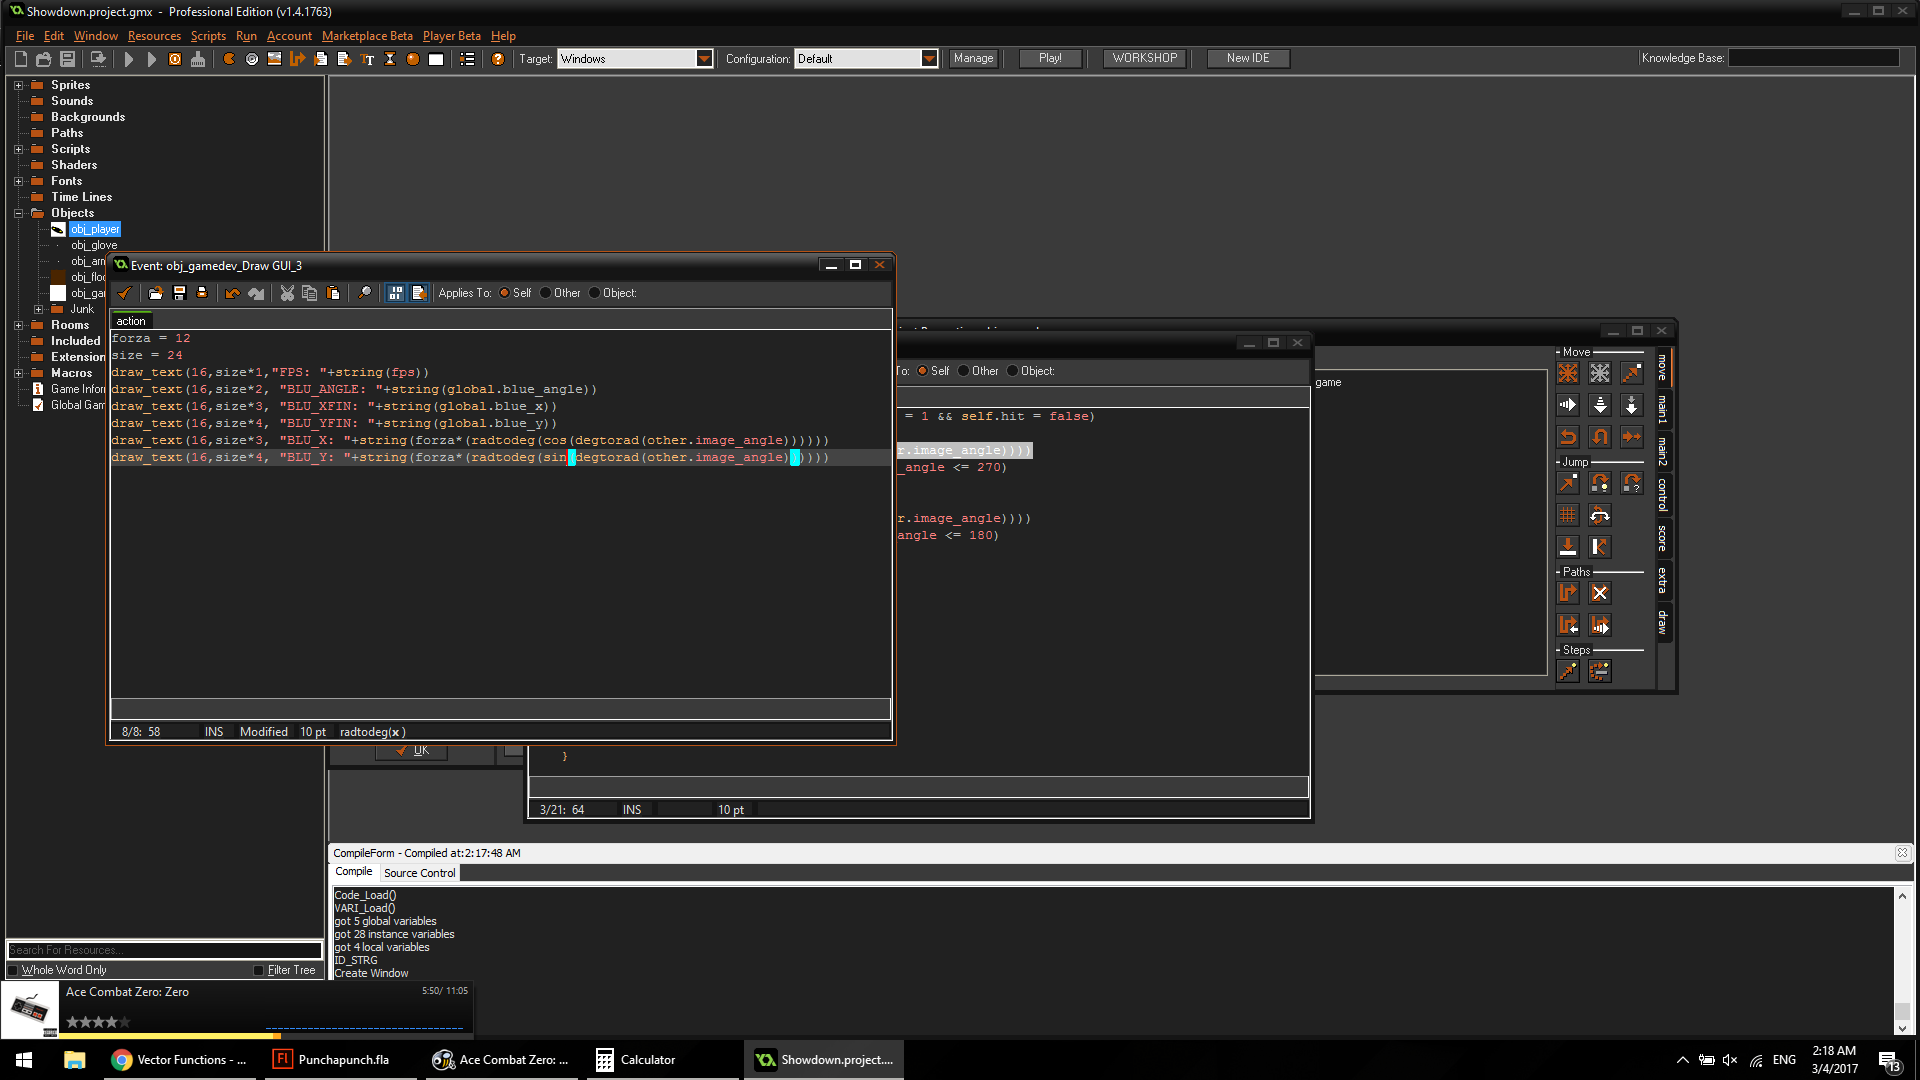 Showdown.project.gmx - Professional Edition (v1.4.1763)
File Edit Window Resources Scripts Run Account Marketplace Beta Player Beta Help
Target: Windows Configuration: Default Manage Play! WORKSHOP New IDE Knowledge Base:
Sprites
Sounds
Backgrounds
Paths
Scripts
Shaders
Fonts
Time Lines
Objects
obj_player
obj_glove
obj_arm
obj_floo
obj_gar
Junk
Rooms
Included
Extension
Macros
Game Infor
Global Gam
Event: obj_gamedev_Draw GUI_3
Applies To: Self Other Object:
action
forza = 12
size = 24
draw_text(16,size*1,"FPS: "+string(fps))
draw_text(16,size*2, "BLU_ANGLE: "+string(global.blue_angle))
draw_text(16,size*3, "BLU_XFIN: "+string(global.blue_x))
draw_text(16,size*4, "BLU_YFIN: "+string(global.blue_y))
draw_text(16,size*3, "BLU_X: "+string(forza*(radtodeg(cos(degtorad(other.image_angle))))))
draw_text(16,size*4, "BLU_Y: "+string(forza*(radtodeg(sin(degtorad(other.image_angle))))))
8/8: 58 INS Modified 10 pt radtodeg(x )
OK
To: Self Other Object:
= 1 && self.hit = false)
r.image_angle))))
_angle <= 270)
r.image_angle))))
angle <= 180)
}
3/21: 64 INS 10 pt
game
Move
Jump
Paths
Steps
move
main1
main2
control
score
extra
draw
CompileForm - Compiled at:2:17:48 AM
Compile Source Control
Code_Load()
VARI_Load()
got 5 global variables
got 28 instance variables
got 4 local variables
ID_STRG
Create Window
Search For Resources...
Whole Word Only Filter Tree
Ace Combat Zero: Zero 5:50/ 11:05
Vector Functions - ... Punchapunch.fla Ace Combat Zero: ... Calculator Showdown.project....
ENG
2:18 AM
3/4/2017
13